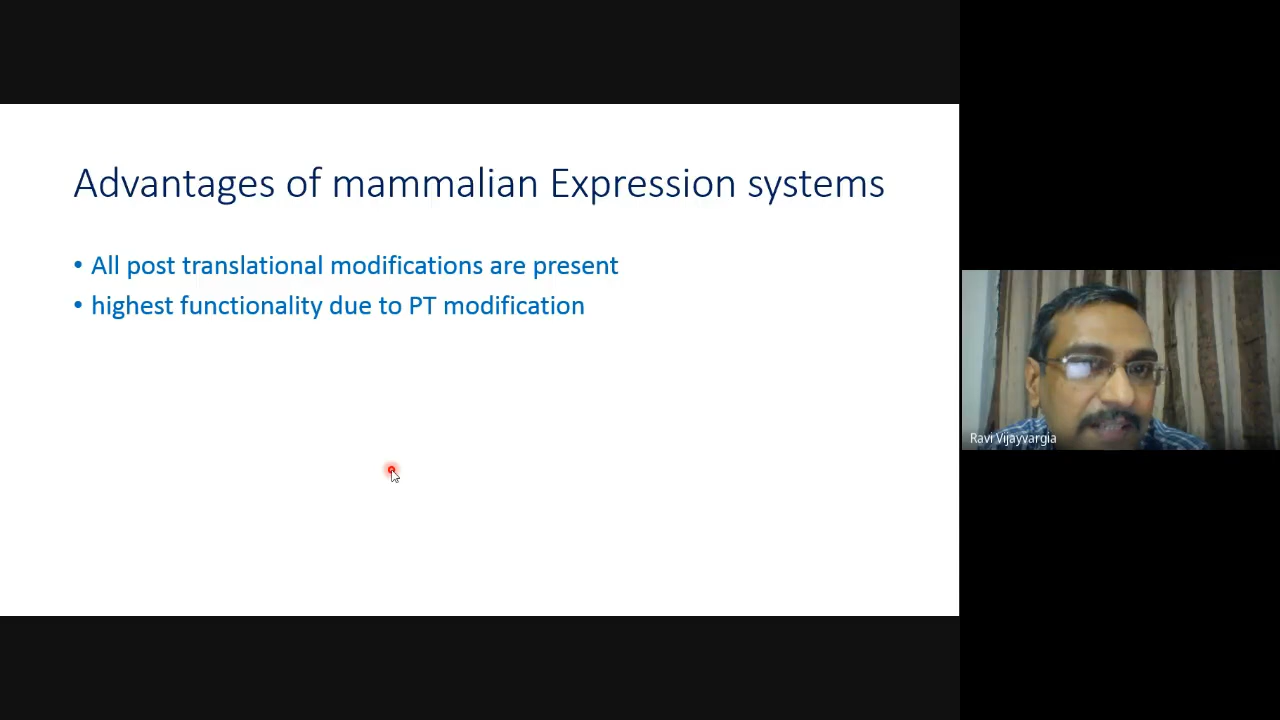 Advantages of mammalian Expression systems
• All post translational modifications are present
• highest functionality due to PT modification
Ravi Vijayvargia